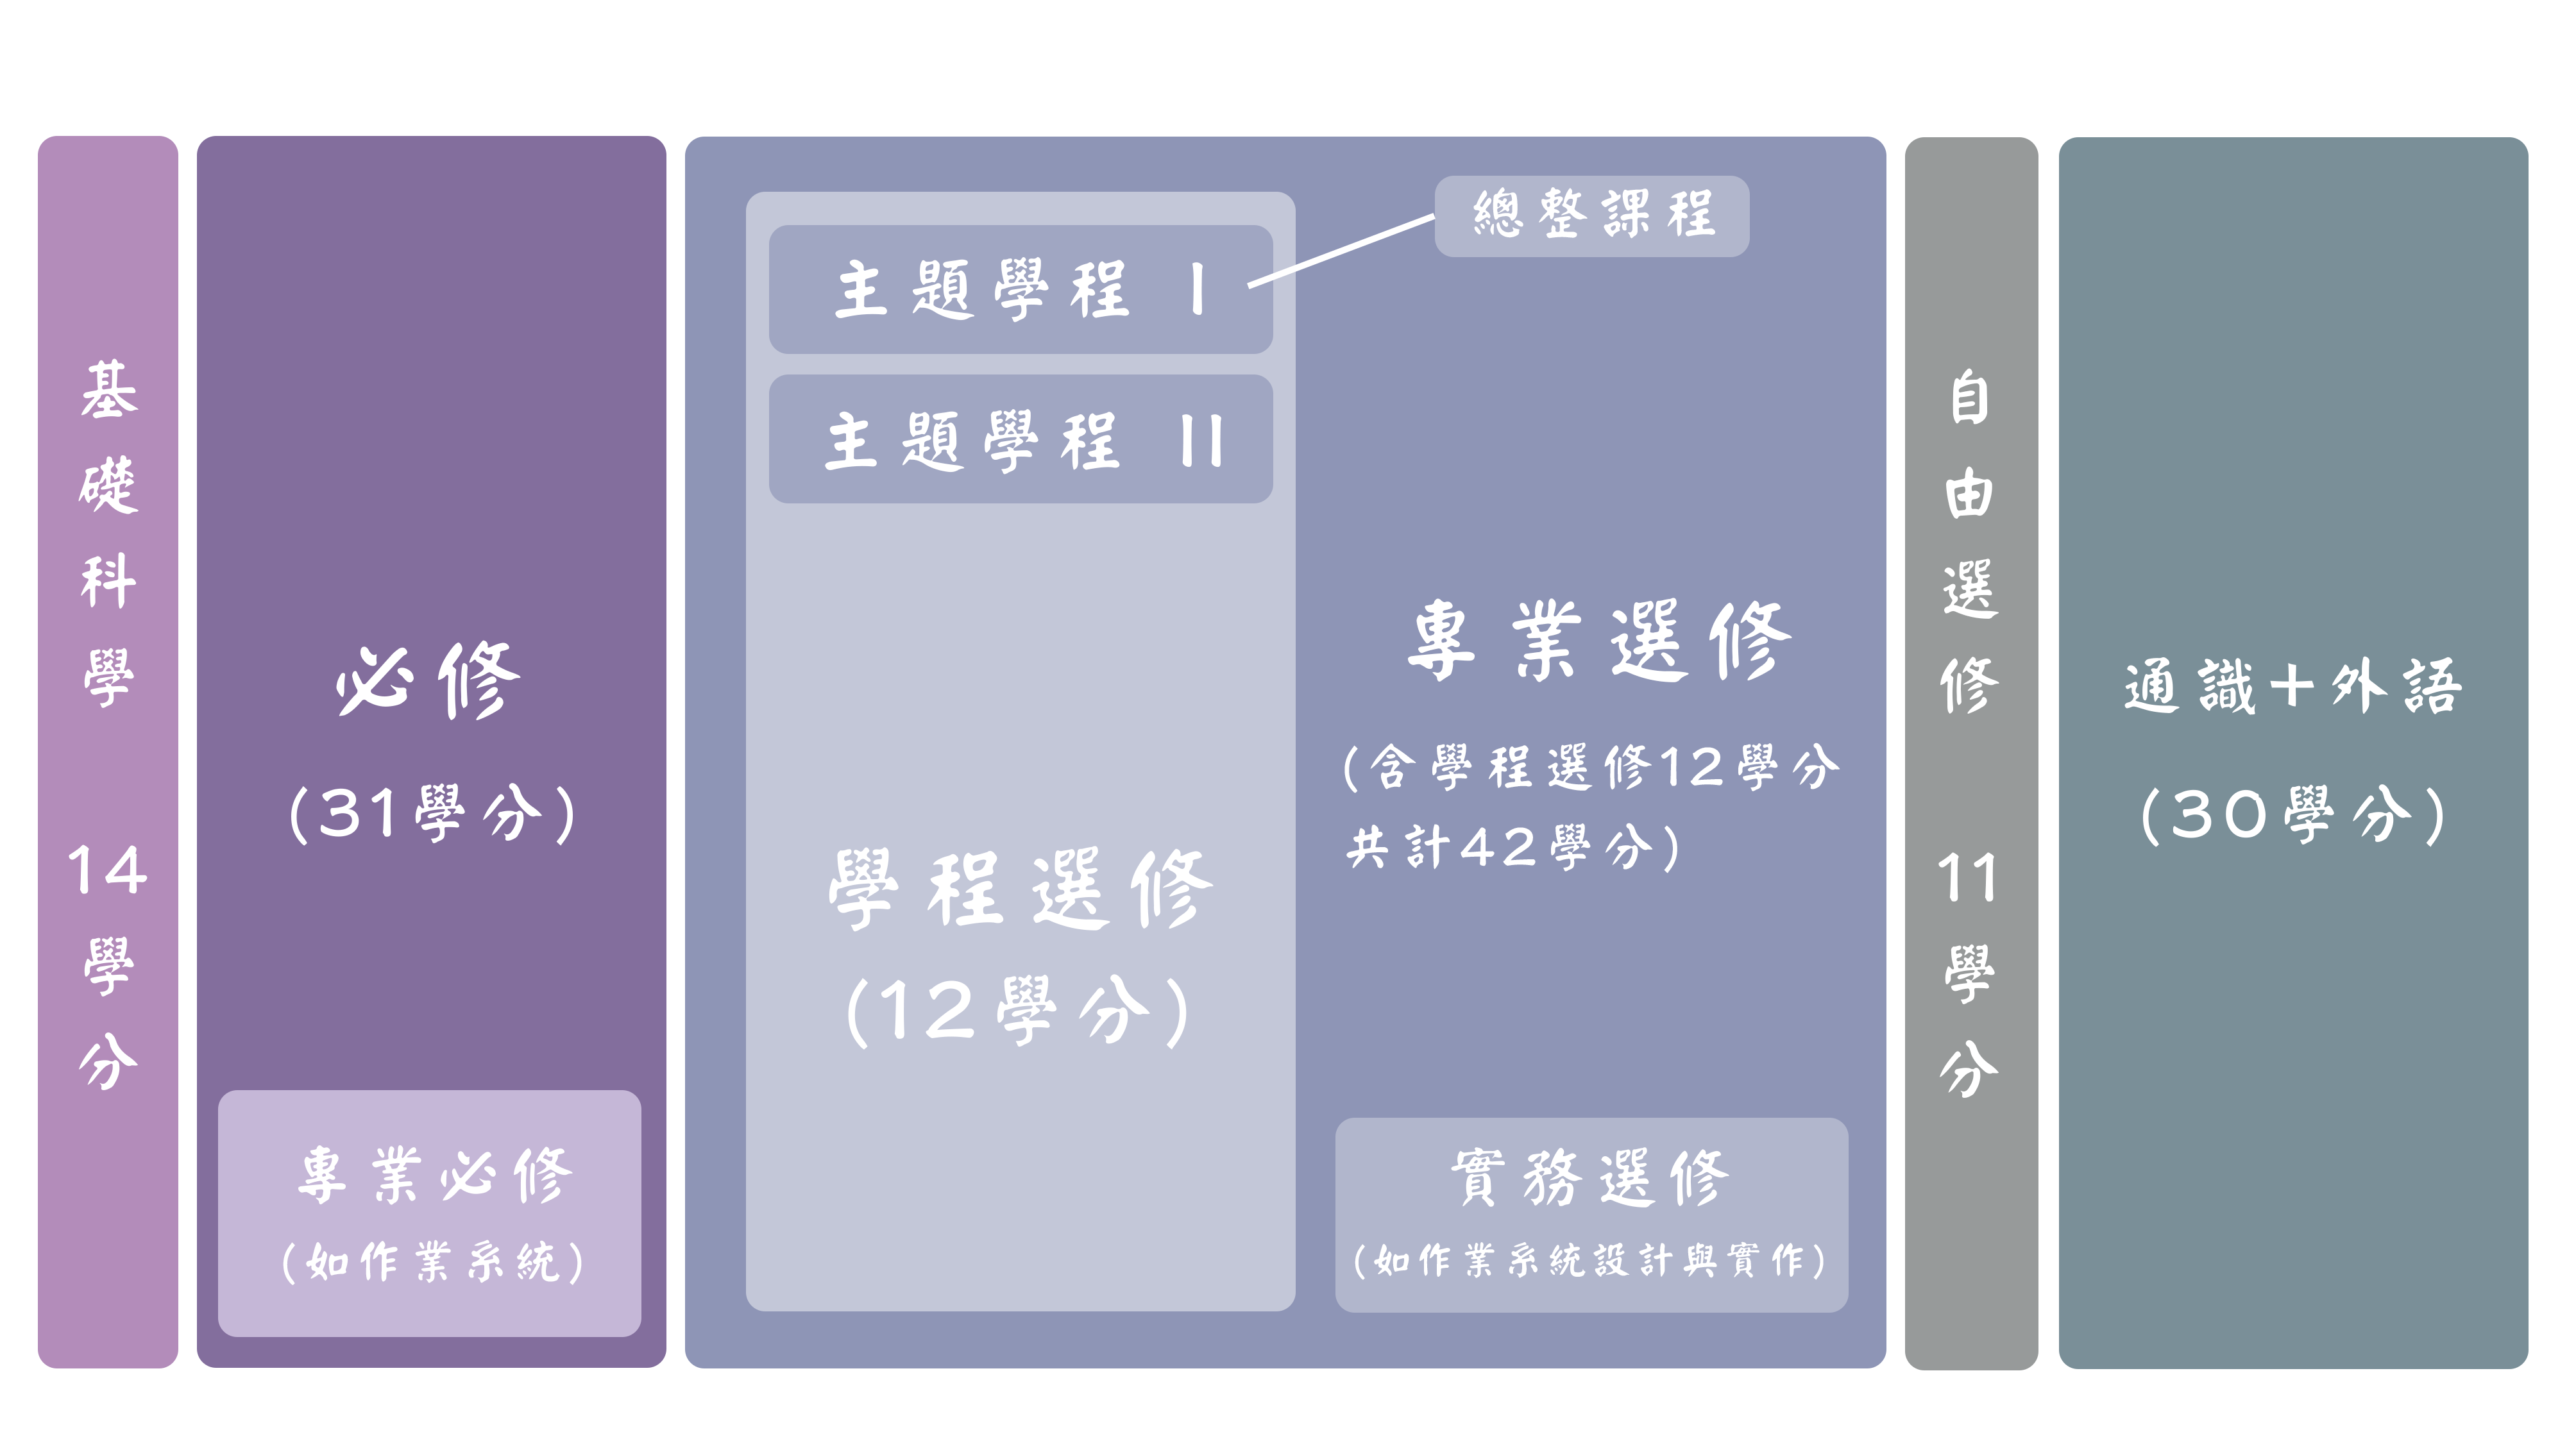 基礎科學 14學分
必修
(31學分)
專業必修
(如作業系統)
主題學程 I
主題學程 II
學程選修
(12學分)
總整課程
專業選修
(含學程選修12學分
共計42學分)
實務選修
(如作業系統設計與實作)
自由選修 11學分
通識+外語
(30學分)